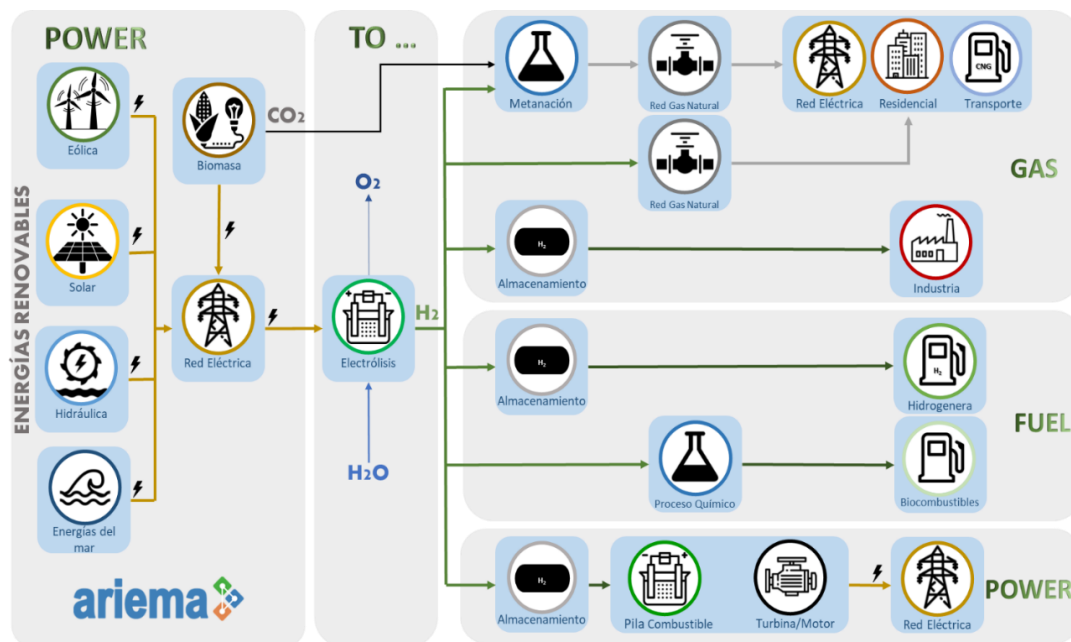 POWER
ENERGÍAS RENOVABLES
Eólica
Biomasa
CO₂
Solar
Red Eléctrica
Hidráulica
Energías del
mar
ariema
TO ...
O₂
Electrólisis
H₂
H₂O
Metanación
Red Gas Natural
Red Eléctrica
Residencial
CNG
Transporte
Red Gas Natural
GAS
H₂
Almacenamiento
Industria
H₂
Almacenamiento
H₂
Hidrogenera
FUEL
Proceso Químico
Biocombustibles
H₂
Almacenamiento
Pila Combustible
Turbina/Motor
Red Eléctrica
POWER